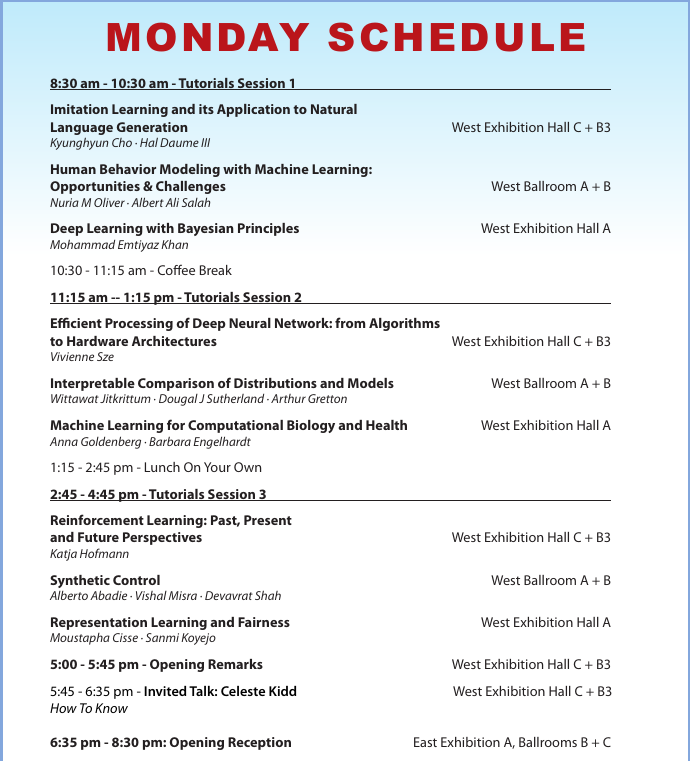 MONDAY SCHEDULE
8:30 am - 10:30 am - Tutorials Session 1
Imitation Learning and its Application to Natural
Language Generation West Exhibition Hall C + B3
Kyunghyun Cho · Hal Daume III
Human Behavior Modeling with Machine Learning:
Opportunities & Challenges West Ballroom A + B
Nuria M Oliver · Albert Ali Salah
Deep Learning with Bayesian Principles West Exhibition Hall A
Mohammad Emtiyaz Khan
10:30 - 11:15 am - Coffee Break
11:15 am -- 1:15 pm - Tutorials Session 2
Efficient Processing of Deep Neural Network: from Algorithms
to Hardware Architectures West Exhibition Hall C + B3
Vivienne Sze
Interpretable Comparison of Distributions and Models West Ballroom A + B
Wittawat Jitkrittum · Dougal J Sutherland · Arthur Gretton
Machine Learning for Computational Biology and Health West Exhibition Hall A
Anna Goldenberg · Barbara Engelhardt
1:15 - 2:45 pm - Lunch On Your Own
2:45 - 4:45 pm - Tutorials Session 3
Reinforcement Learning: Past, Present
and Future Perspectives West Exhibition Hall C + B3
Katja Hofmann
Synthetic Control West Ballroom A + B
Alberto Abadie · Vishal Misra · Devavrat Shah
Representation Learning and Fairness West Exhibition Hall A
Moustapha Cisse · Sanmi Koyejo
5:00 - 5:45 pm - Opening Remarks West Exhibition Hall C + B3
5:45 - 6:35 pm - Invited Talk: Celeste Kidd West Exhibition Hall C + B3
How To Know
6:35 pm - 8:30 pm: Opening Reception East Exhibition A, Ballrooms B + C